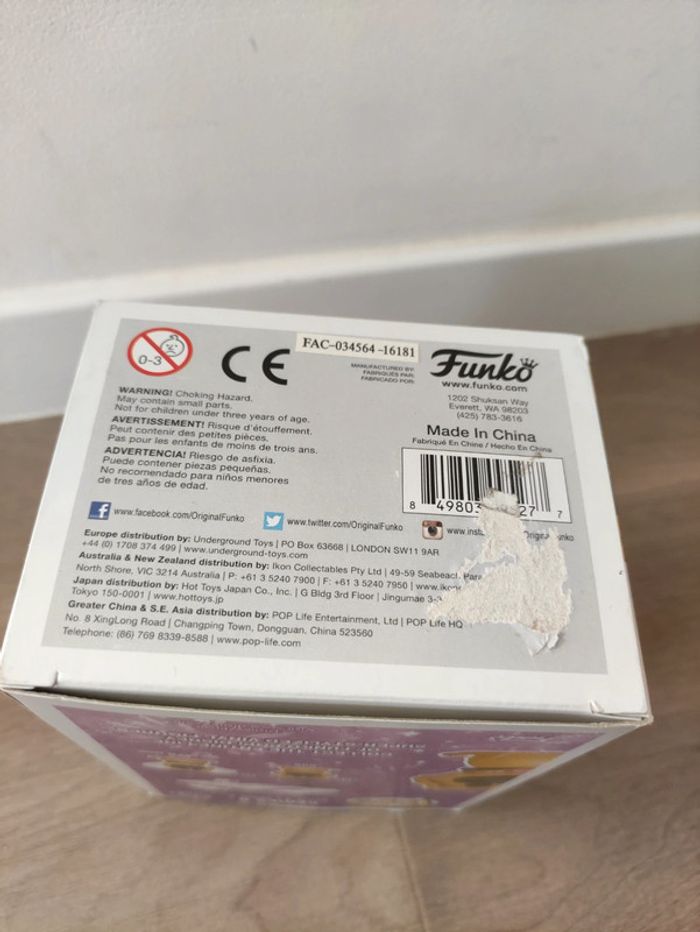 0-3
CE
FAC-034564-16181
MANUFACTURED BY:
FABRIQUÉS PAR:
FABRICADO POR:
Funko
www.funko.com
1202 Shuksan Way
Everett, WA 98203
(425) 783-3616
WARNING! Choking Hazard.
May contain small parts.
Not for children under three years of age.
AVERTISSEMENT! Risque d'étouffement.
Peut contenir des petites pièces.
Pas pour les enfants de moins de trois ans.
ADVERTENCIA! Riesgo de asfixia.
Puede contener piezas pequeñas.
No recomendado para niños menores
de tres años de edad.
Made In China
Fabriqué En Chine / Hecho En China
8 49803 27 7
www.facebook.com/OriginalFunko
www.twitter.com/OriginalFunko
www.inst
Europe distribution by: Underground Toys | PO Box 63668 | LONDON SW11 9AR
+44 (0) 1708 374 499 | www.underground-toys.com
Australia & New Zealand distribution by: Ikon Collectables Pty Ltd | 49-59
North Shore, VIC 3214 Australia | P: +61 3 5240 7900 | F: +61 3 5240 7950
Japan distribution by: Hot Toys Japan Co., Inc. | G Bldg 3rd Floor | Jingumae
Tokyo 150-0001 | www.hottoys.jp
Greater China & S.E. Asia distribution by: POP Life Entertainment, Ltd | POP Life HQ
No. 8 XingLong Road | Changping Town, Dongguan, China 523560
Telephone: (86) 769 8339-8588 | www.pop-life.com